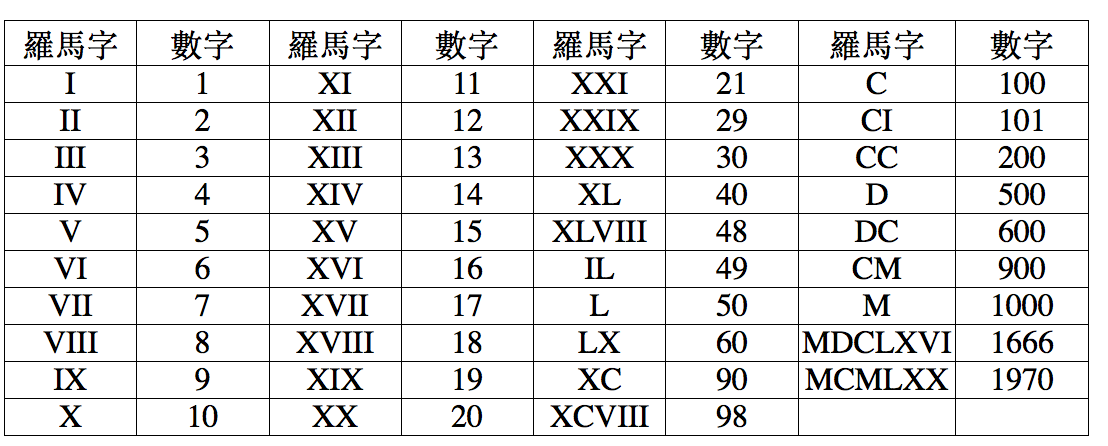 羅馬字 數字 羅馬字 數字 羅馬字 數字 羅馬字 數字
I 1 XI 11 XXI 21 C 100
II 2 XII 12 XXIX 29 CI 101
III 3 XIII 13 XXX 30 CC 200
IV 4 XIV 14 XL 40 D 500
V 5 XV 15 XLVIII 48 DC 600
VI 6 XVI 16 IL 49 CM 900
VII 7 XVII 17 L 50 M 1000
VIII 8 XVIII 18 LX 60 MDCLXVI 1666
IX 9 XIX 19 XC 90 MCMLXX 1970
X 10 XX 20 XCVIII 98